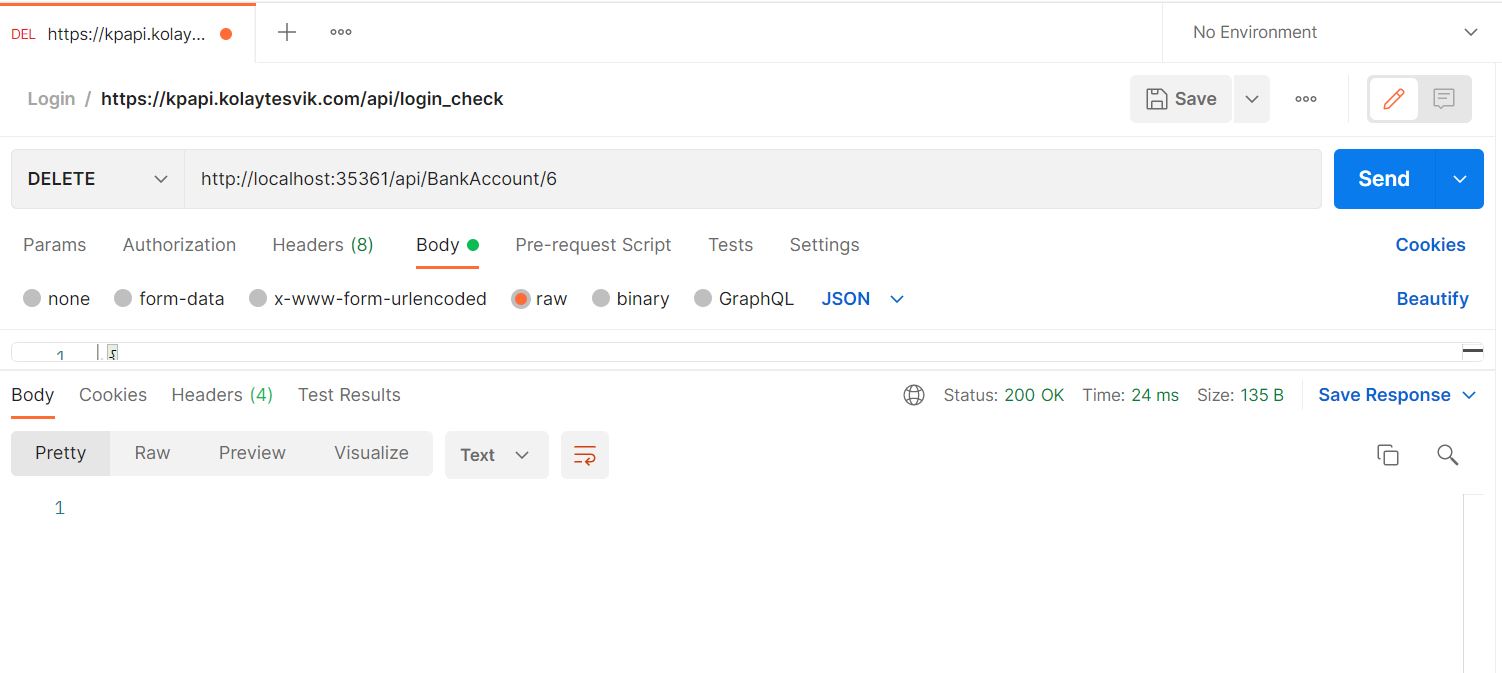 DEL https://kpapi.kolay... No Environment
Login / https://kpapi.kolaytesvik.com/api/login_check Save
DELETE http://localhost:35361/api/BankAccount/6 Send
Params Authorization Headers (8) Body Pre-request Script Tests Settings Cookies
none form-data x-www-form-urlencoded raw binary GraphQL JSON Beautify
1 {
Body Cookies Headers (4) Test Results Status: 200 OK Time: 24 ms Size: 135 B Save Response
Pretty Raw Preview Visualize Text
1